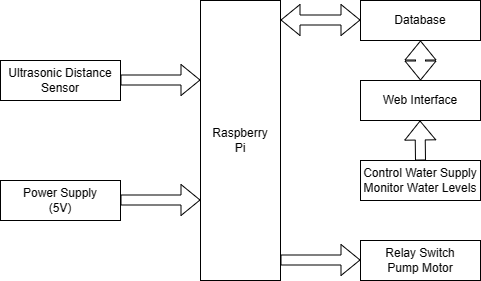 Database
Ultrasonic Distance
Sensor
Web Interface
Raspberry
Pi
Control Water Supply
Monitor Water Levels
Power Supply
(5V)
Relay Switch
Pump Motor